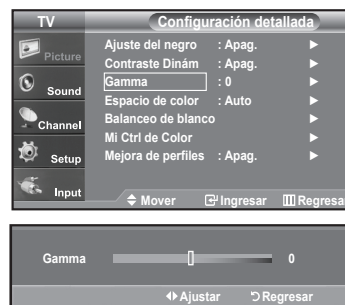 TV
Configuración detallada
Picture
Sound
Channel
Setup
Input
Ajuste del negro : Apag.
Contraste Dinám : Apag.
Gamma : 0
Espacio de color : Auto
Balanceo de blanco
Mi Ctrl de Color
Mejora de perfiles : Apag.
Mover Ingresar Regresar
Gamma 0
Ajustar Regresar